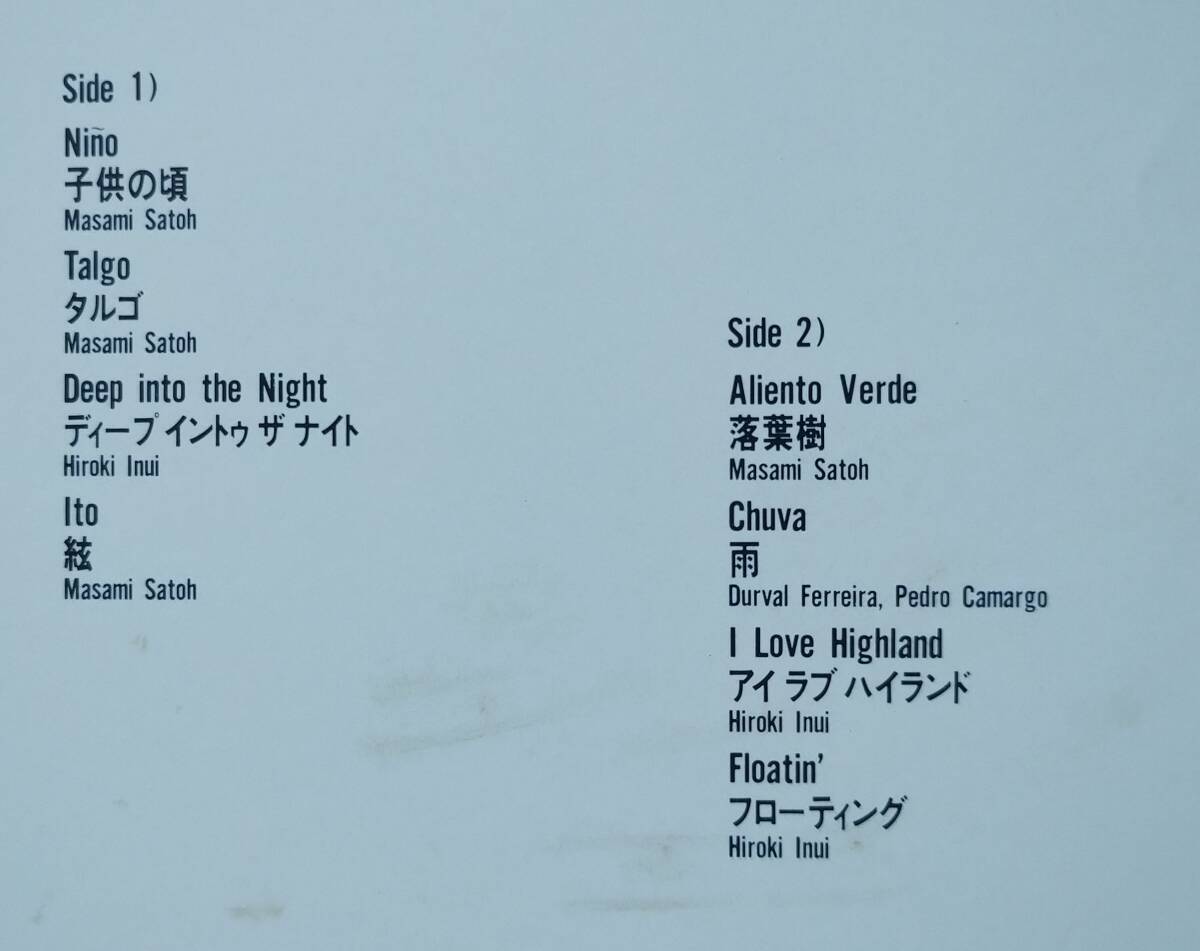 Side 1)
Niño
子供の頃
Masami Satoh
Talgo
タルゴ
Masami Satoh
Deep into the Night
ディープ イントゥ ザ ナイト
Hiroki Inui
Ito
絃
Masami Satoh
Side 2)
Aliento Verde
落葉樹
Masami Satoh
Chuva
雨
Durval Ferreira, Pedro Camargo
I Love Highland
アイ ラブ ハイランド
Hiroki Inui
Floatin'
フローティング
Hiroki Inui